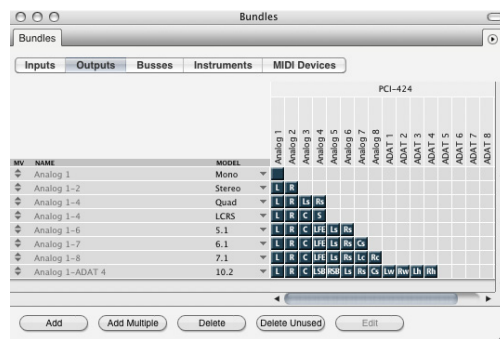 Bundles
Bundles
Inputs Outputs Busses Instruments MIDI Devices
PCI-424
Analog 1 Analog 2 Analog 3 Analog 4 Analog 5 Analog 6 Analog 7 Analog 8 ADAT 1 ADAT 2 ADAT 3 ADAT 4 ADAT 5 ADAT 6 ADAT 7 ADAT 8
MV NAME MODEL
Analog 1 Mono
Analog 1-2 Stereo L R
Analog 1-4 Quad L R Ls Rs
Analog 1-4 LCRS L R C S
Analog 1-6 5.1 L R C LFE Ls Rs
Analog 1-7 6.1 L R C LFE Ls Rs Cs
Analog 1-8 7.1 L R C LFE Ls Rs Lc Rc
Analog 1-ADAT 4 10.2 L R C LSB RSB Ls Rs Cs Lw Rw Lh Rh
Add Add Multiple Delete Delete Unused Edit